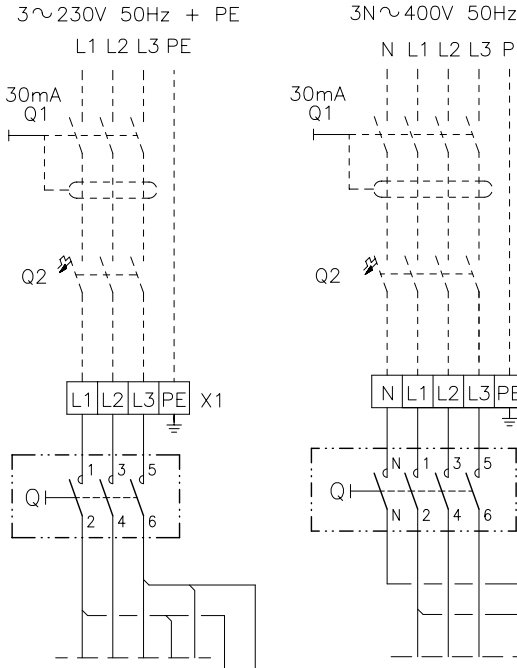 3~230V 50Hz + PE
L1 L2 L3 PE
30mA
Q1
Q2
L1 L2 L3 PE X1
1 3 5
Q
2 4 6
3N~400V 50Hz
N L1 L2 L3 P
30mA
Q1
Q2
N L1 L2 L3 PE
N 1 3 5
Q
N 2 4 6